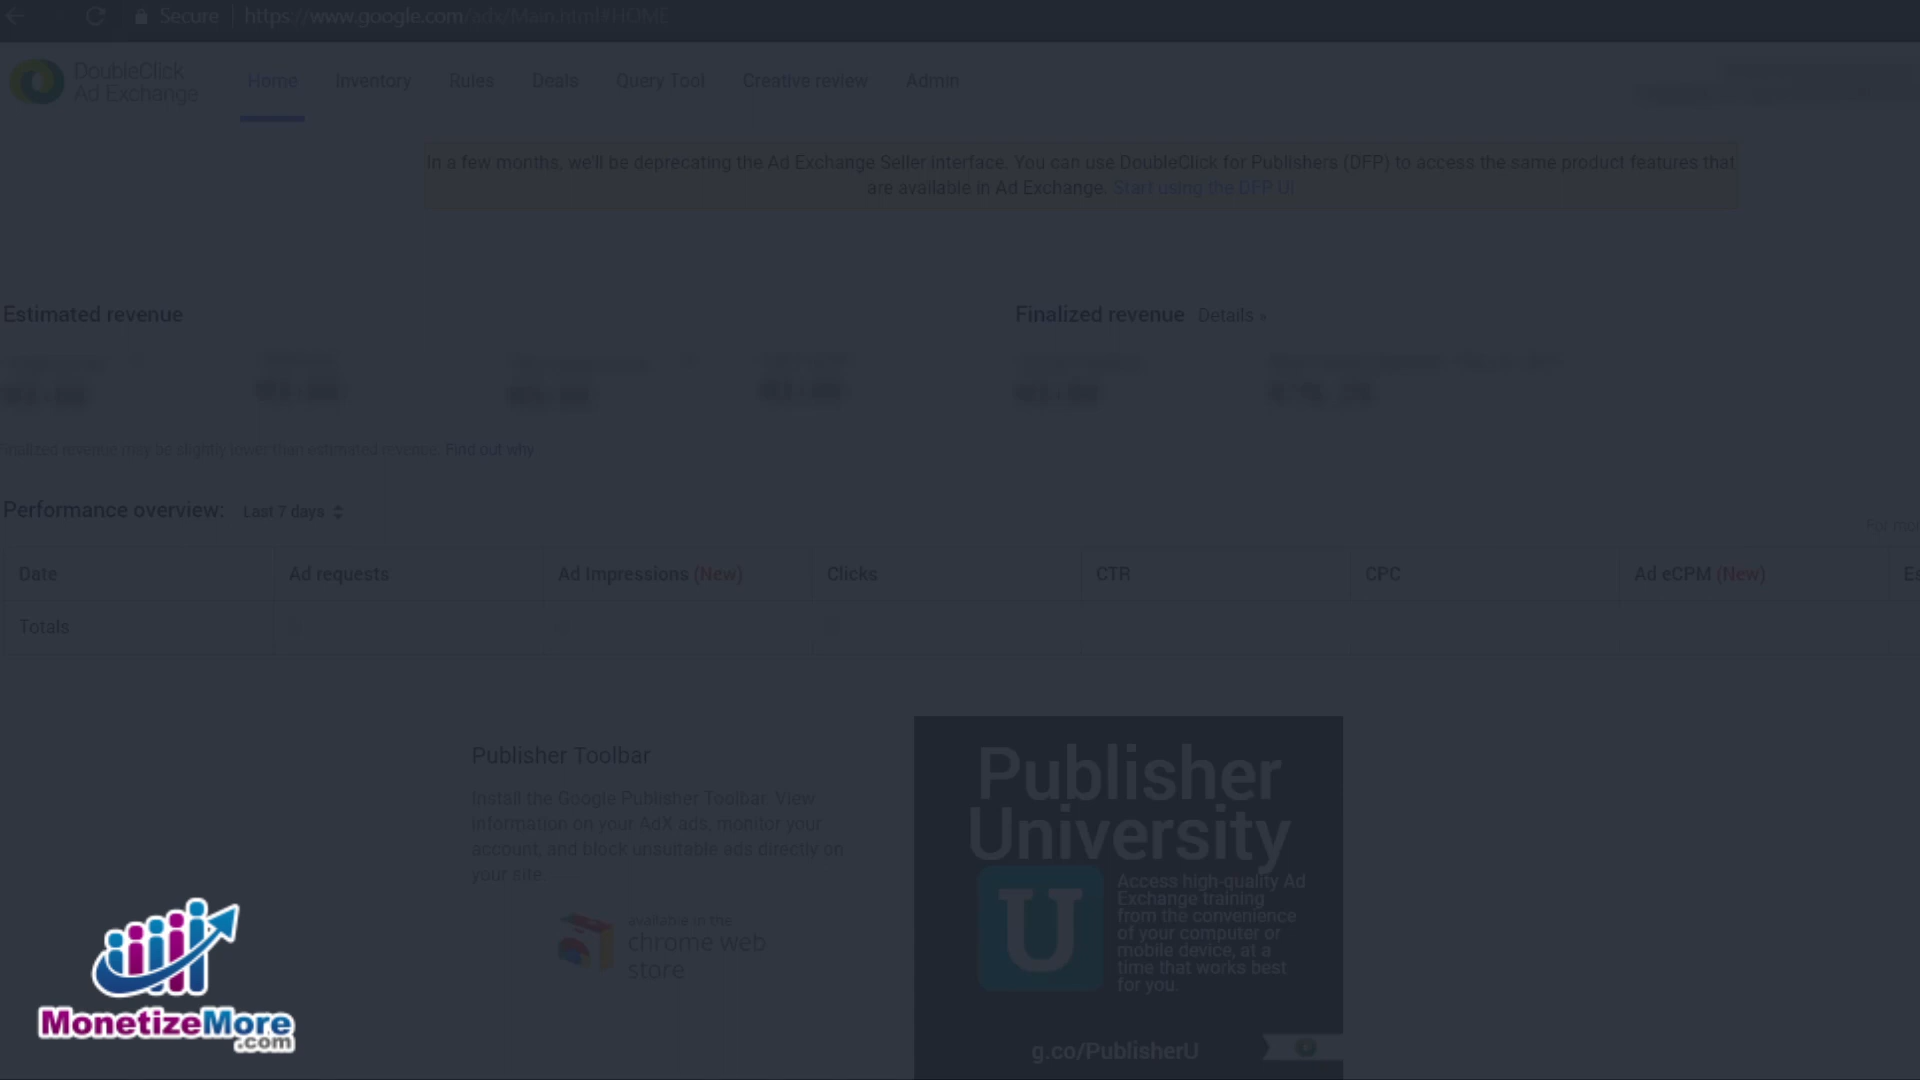 Secure https://www.google.com/adx/Main.html#HOME
DoubleClick
Ad Exchange
Home Inventory Rules Deals Query Tool Creative review Admin
In a few months, we'll be deprecating the Ad Exchange Seller interface. You can use DoubleClick for Publishers (DFP) to access the same product features that
are available in Ad Exchange. Start using the DFP UI
Estimated revenue
Finalized revenue Details »
Finalized revenue may be slightly lower than estimated revenue. Find out why
Performance overview: Last 7 days
For
Date Ad requests Ad Impressions (New) Clicks CTR CPC Ad eCPM (New)
Totals
Publisher Toolbar
Install the Google Publisher Toolbar. View
information on your AdX ads, monitor your
account, and block unsuitable ads directly on
your site.
available in the
chrome web
store
Publisher
University
U
Access high-quality Ad
Exchange training
from the convenience
of your computer or
mobile device, at a
time that works best
for you.
g.co/PublisherU
MonetizeMore
.com